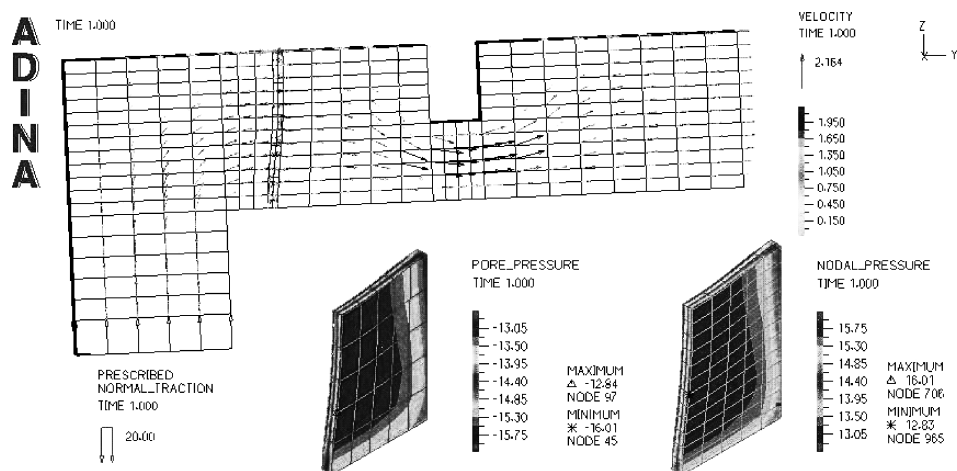 ADINA
TIME 1.000
VELOCITY
TIME 1.000
2.164
1.950
1.650
1.350
1.050
0.750
0.450
0.150
Z
Y
PRESCRIBED
NORMAL_TRACTION
TIME 1.000
20.00
PORE_PRESSURE
TIME 1.000
-13.05
-13.50
-13.95
-14.40
-14.85
-15.30
-15.75
MAXIMUM
Δ -12.84
NODE 97
MINIMUM
* -16.01
NODE 45
NODAL_PRESSURE
TIME 1.000
15.75
15.30
14.85
14.40
13.95
13.50
13.05
MAXIMUM
Δ 16.01
NODE 706
MINIMUM
* 12.83
NODE 965